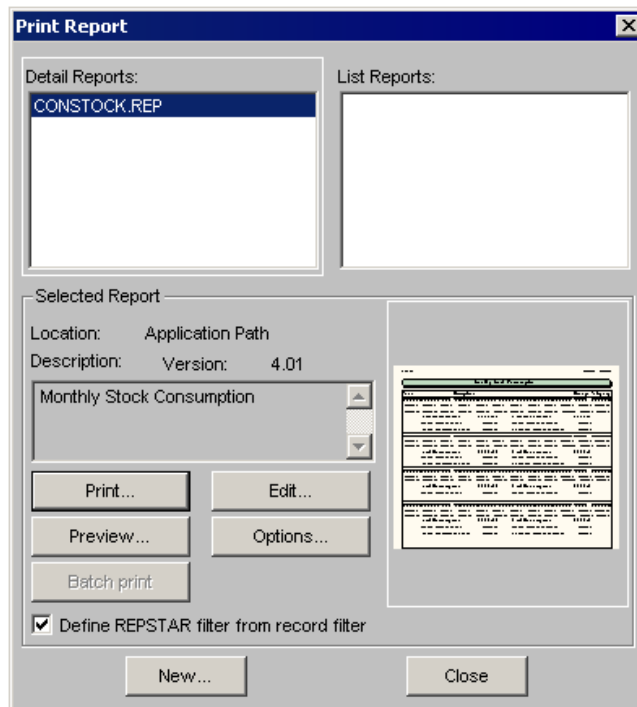 Print Report
Detail Reports:
List Reports:
CONSTOCK.REP
Selected Report
Location: Application Path
Description: Version: 4.01
Monthly Stock Consumption
Print...
Edit...
Preview...
Options...
Batch print
Define REPSTAR filter from record filter
New...
Close